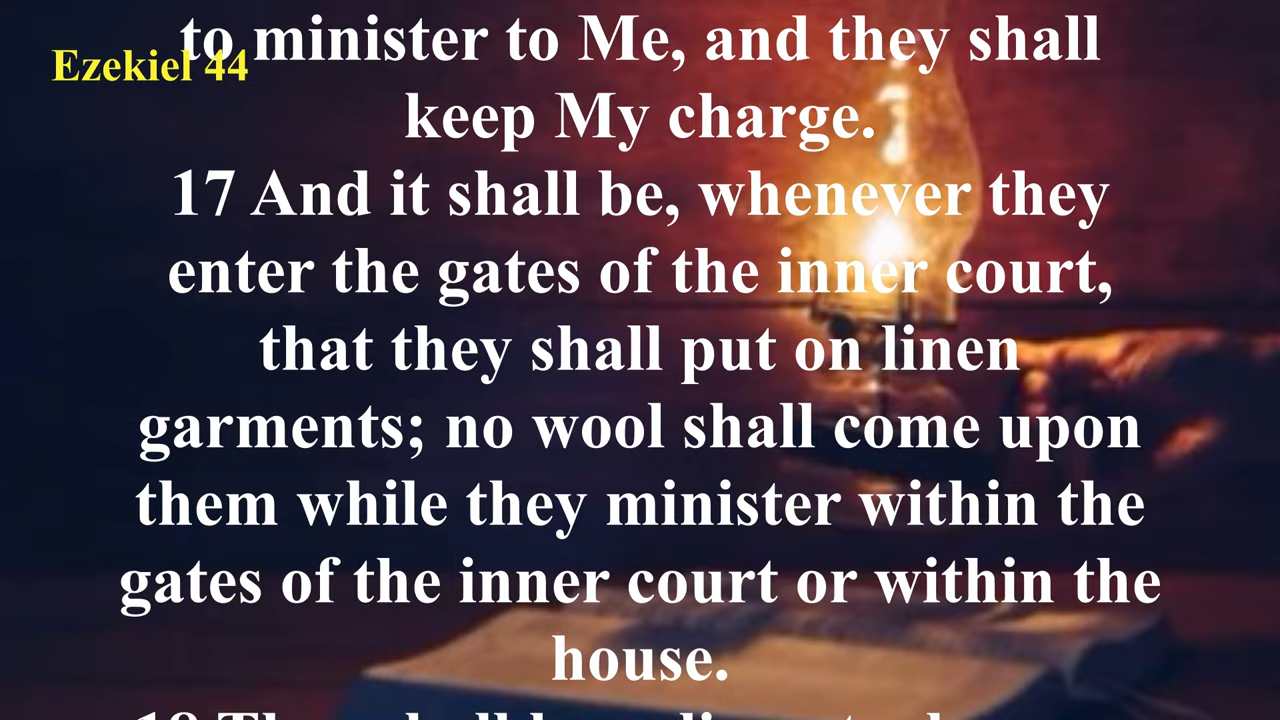 to minister to Me, and they shall
Ezekiel 44
keep My charge.
17 And it shall be, whenever they
enter the gates of the inner court,
that they shall put on linen
garments; no wool shall come upon
them while they minister within the
gates of the inner court or within the
house.